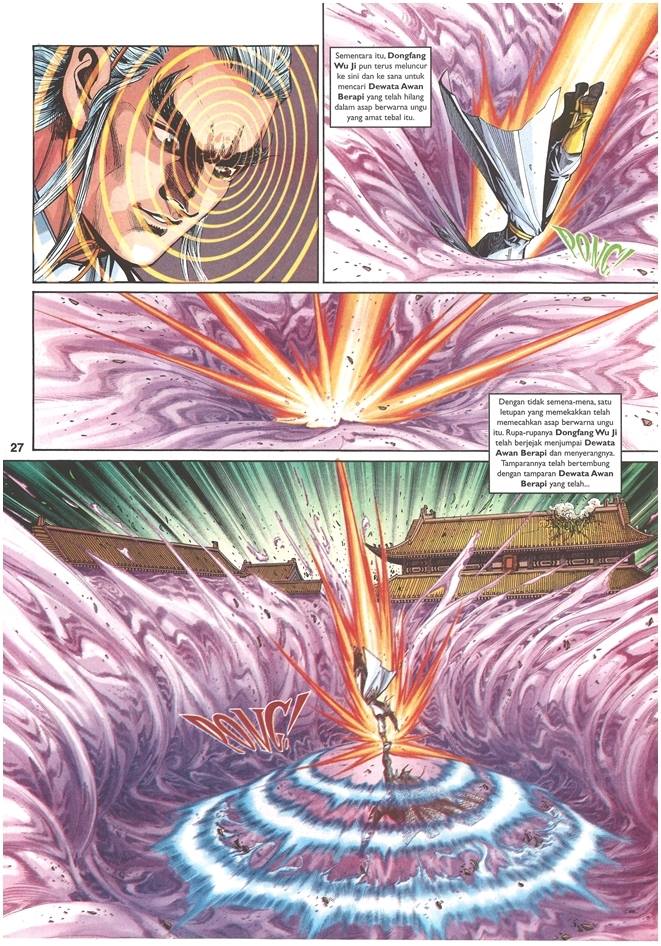 Sementara itu, Dongfang
Wu Ji pun terus meluncur
ke sini dan ke sana untuk
mencari Dewata Awan
Berapi yang telah hilang
dalam asap berwarna ungu
yang amat tebal itu.
PONG!
Dengan tidak semena-mena, satu
letupan yang memekakkan telah
memecahkan asap berwarna ungu
itu. Rupa-rupanya Dongfang Wu Ji
telah berjejak menjumpai Dewata
Awan Berapi dan menyerangnya.
Tamparannya telah bertembung
dengan tamparan Dewata Awan
Berapi yang telah...
27
PONG!